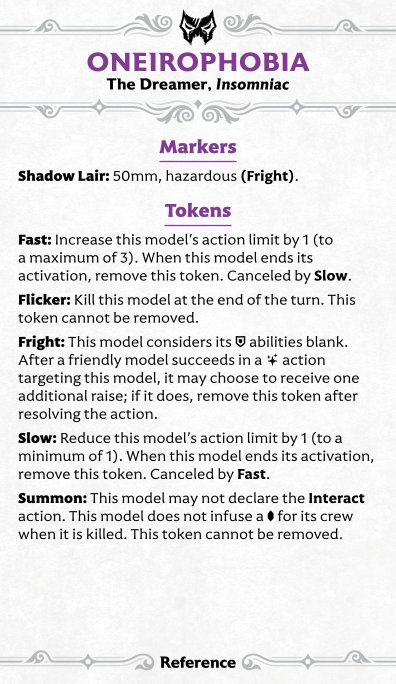 ONEIROPHOBIA
The Dreamer, Insomniac
Markers
Shadow Lair: 50mm, hazardous (Fright).
Tokens
Fast: Increase this model's action limit by 1 (to
a maximum of 3). When this model ends its
activation, remove this token. Canceled by Slow.
Flicker: Kill this model at the end of the turn. This
token cannot be removed.
Fright: This model considers its abilities blank.
After a friendly model succeeds in a action
targeting this model, it may choose to receive one
additional raise; if it does, remove this token after
resolving the action.
Slow: Reduce this model's action limit by 1 (to a
minimum of 1). When this model ends its activation,
remove this token. Canceled by Fast.
Summon: This model may not declare the Interact
action. This model does not infuse a for its crew
when it is killed. This token cannot be removed.
Reference